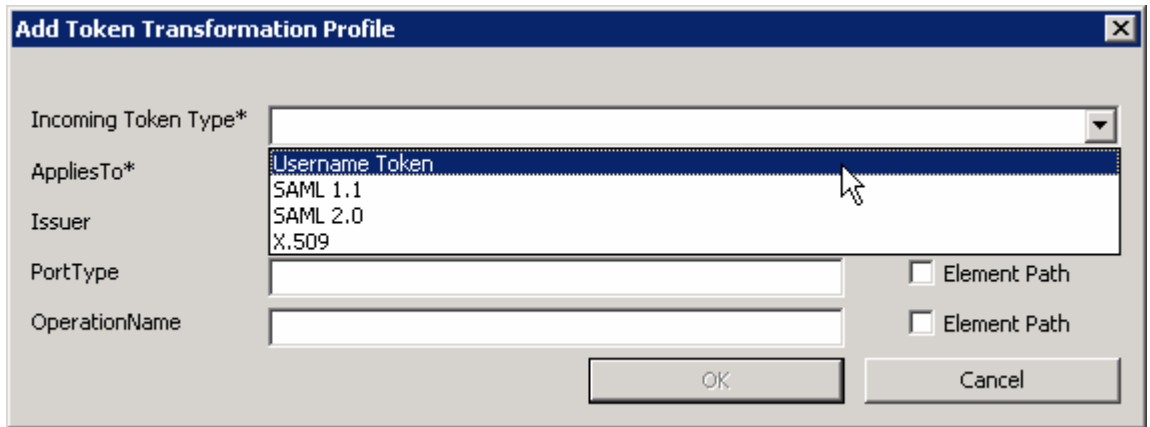 Add Token Transformation Profile
Incoming Token Type*
AppliesTo*
Username Token
SAML 1.1
Issuer
SAML 2.0
X.509
PortType
Element Path
OperationName
Element Path
OK
Cancel